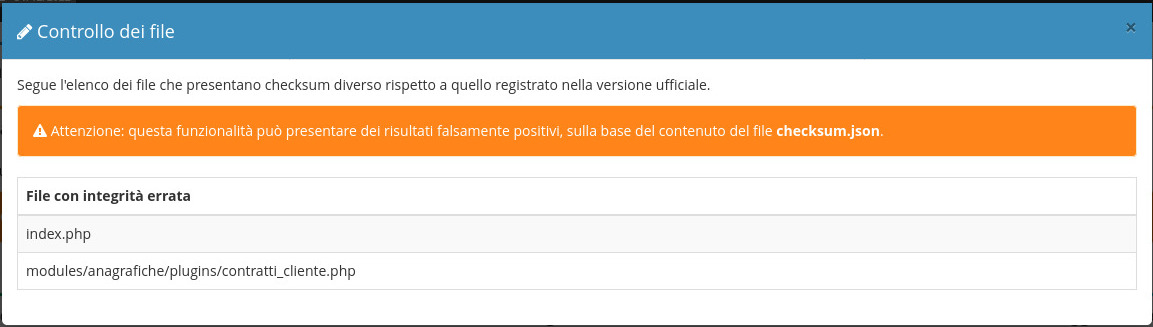 Controllo dei file
×
Segue l'elenco dei file che presentano checksum diverso rispetto a quello registrato nella versione ufficiale.
Attenzione: questa funzionalità può presentare dei risultati falsamente positivi, sulla base del contenuto del file checksum.json.
File con integrità errata
index.php
modules/anagrafiche/plugins/contratti_cliente.php